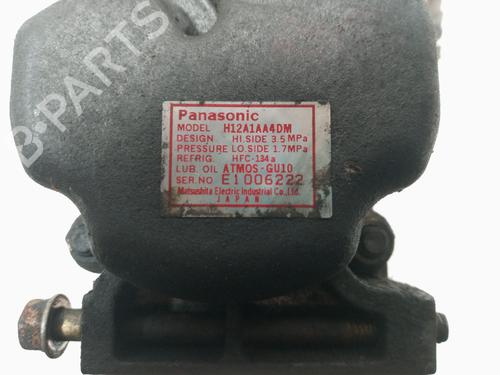 B-PARTS
Panasonic
MODEL H12A1AA4DM
DESIGN HI.SIDE 3.5 MPa
PRESSURE LO.SIDE 1.7MPa
REFRIG. HFC-134a
LUB. OIL ATMOS-GU10
SER.NO E1006222
Matsushita Electric Industrial Co.,Ltd.
JAPAN